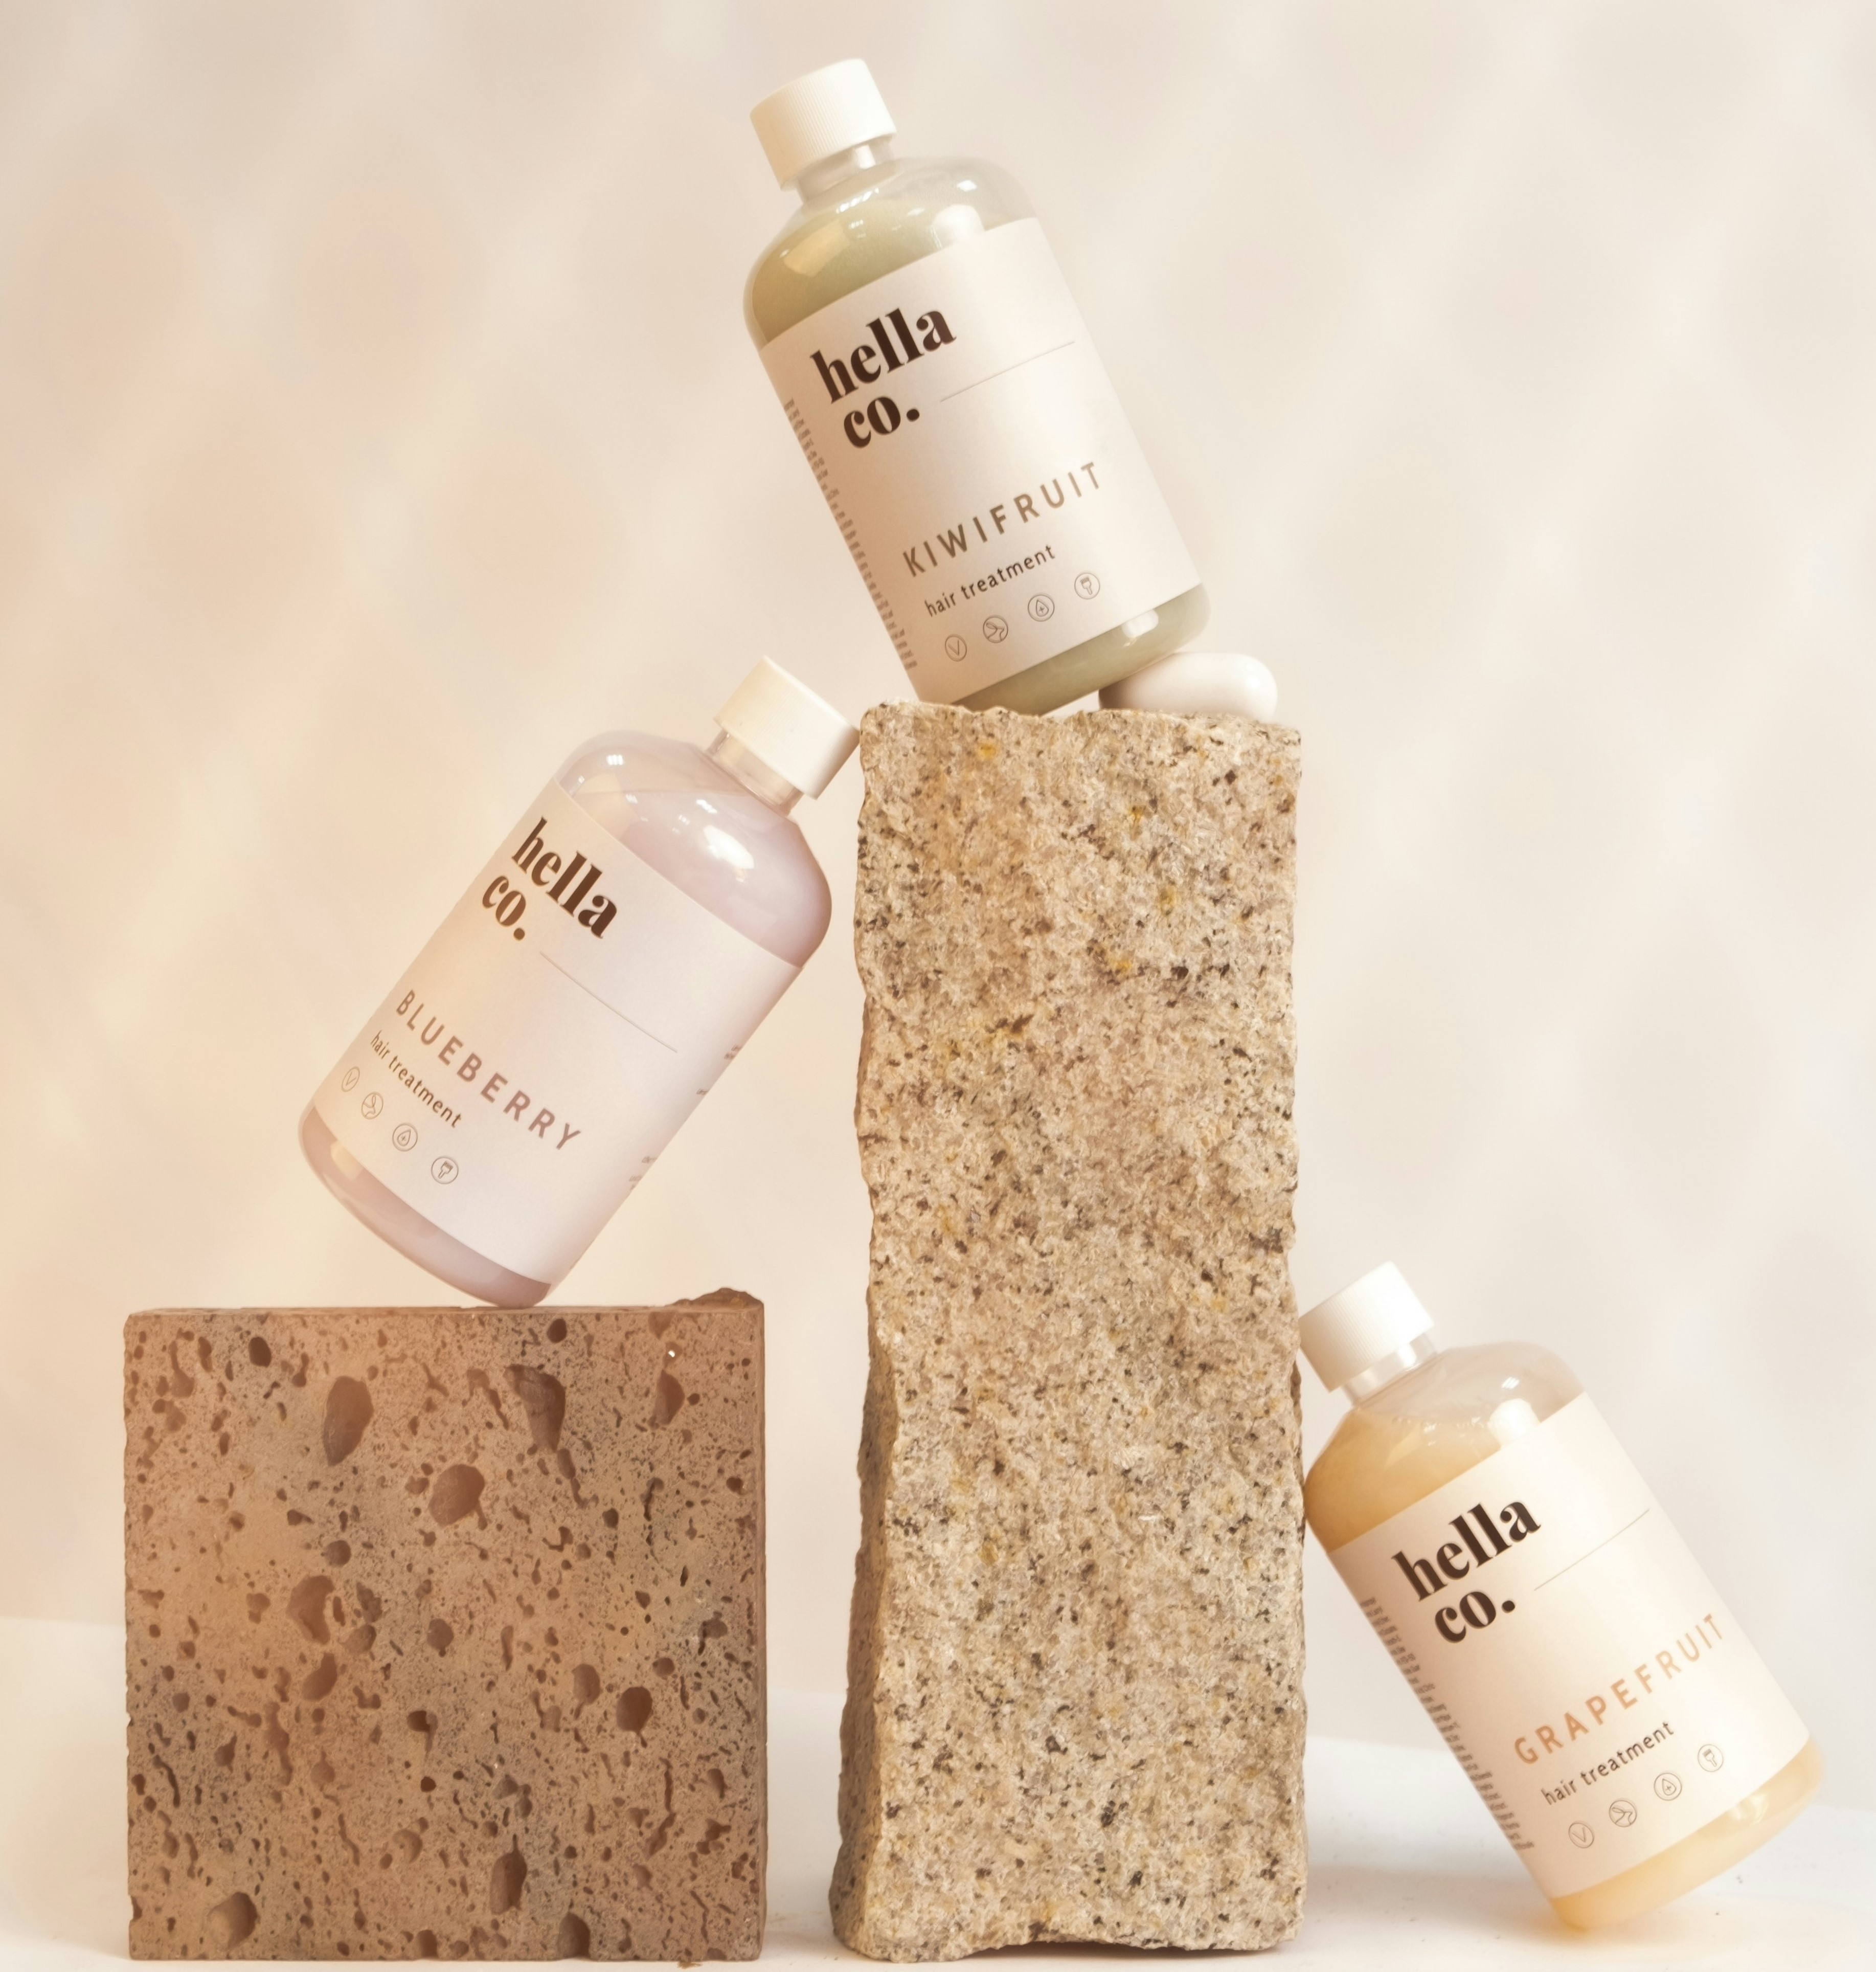 hella
co.
KIWIFRUIT
hair treatment
hella
co.
BLUEBERRY
hair treatment
hella
co.
GRAPEFRUIT
hair treatment